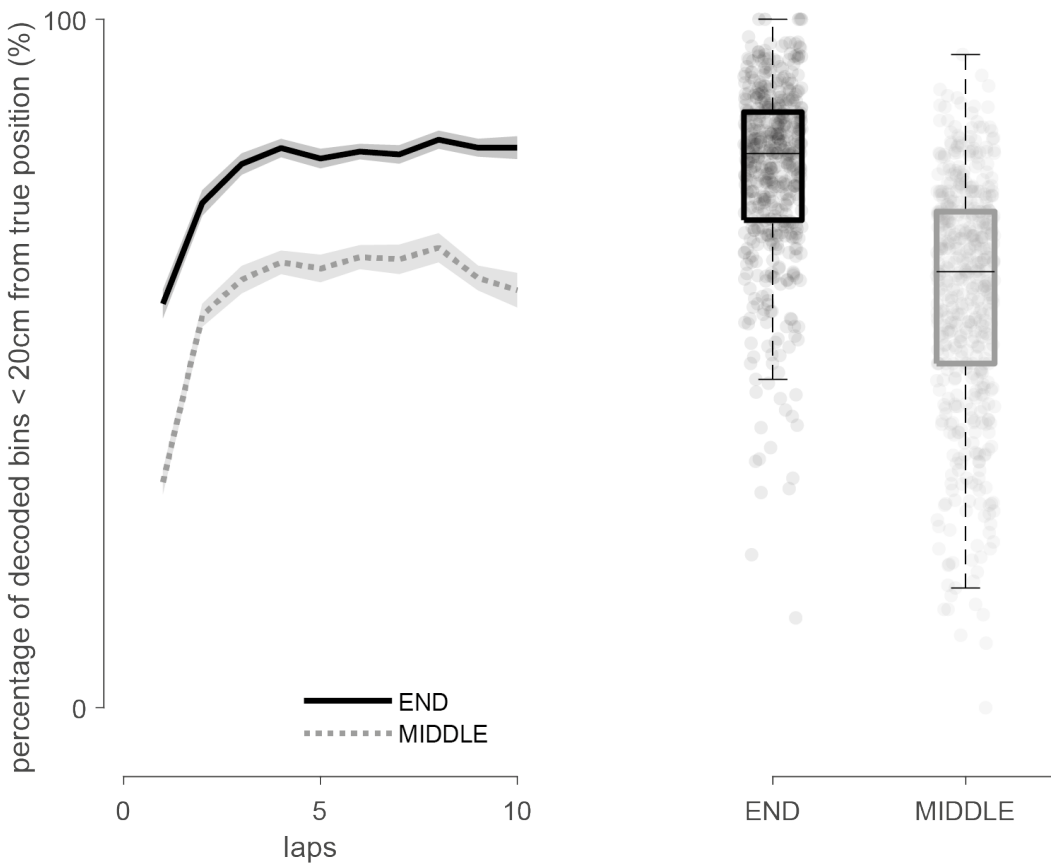 percentage of decoded bins < 20cm from true position (%)
100
0
END
MIDDLE
0
5
10
laps
END
MIDDLE